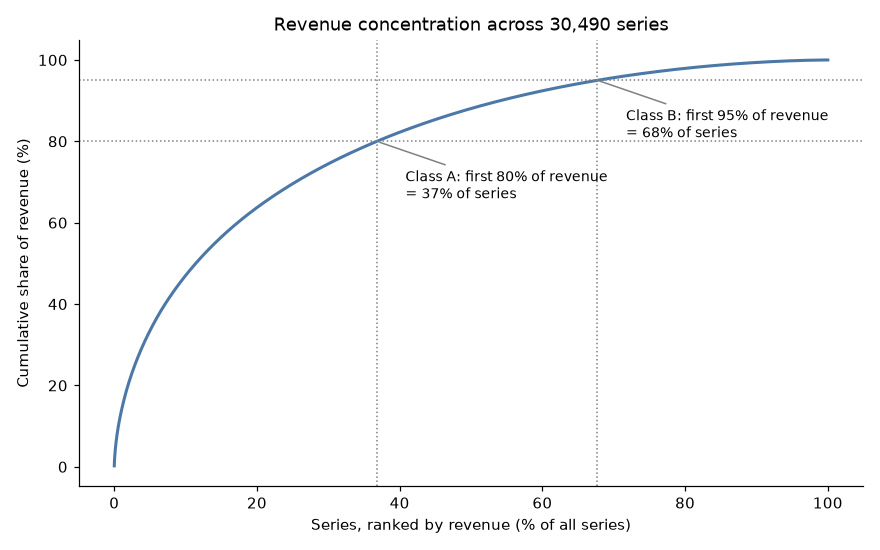 Revenue concentration across 30,490 series
Cumulative share of revenue (%)
100
80
60
40
20
0
Class B: first 95% of revenue
= 68% of series
Class A: first 80% of revenue
= 37% of series
0 20 40 60 80 100
Series, ranked by revenue (% of all series)